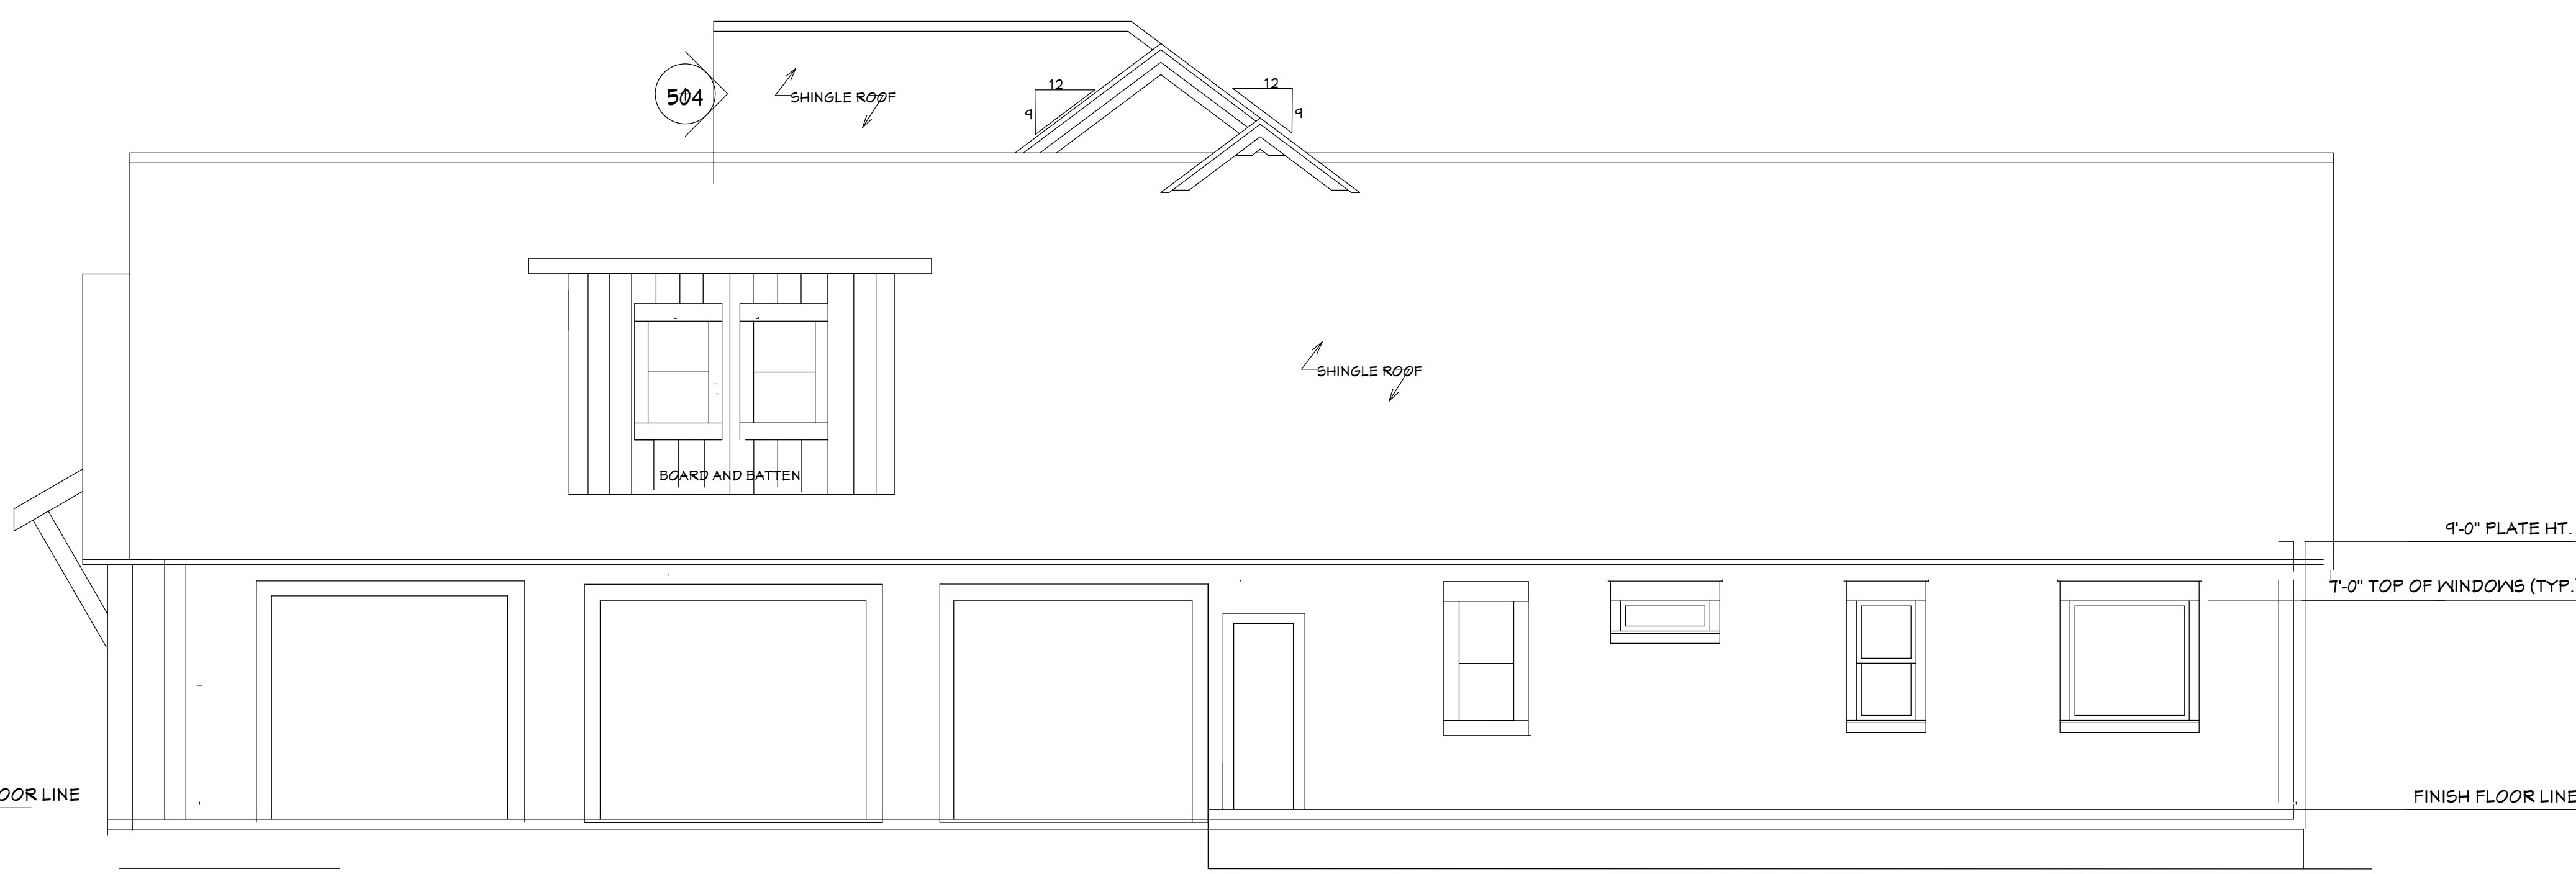 12
12
504
SHINGLE ROOF
9
9
SHINGLE ROOF
BOARD AND BATTEN
9'-0" PLATE HT.
7'-0" TOP OF WINDOWS (TYP.
OOR LINE
FINISH FLOOR LINE